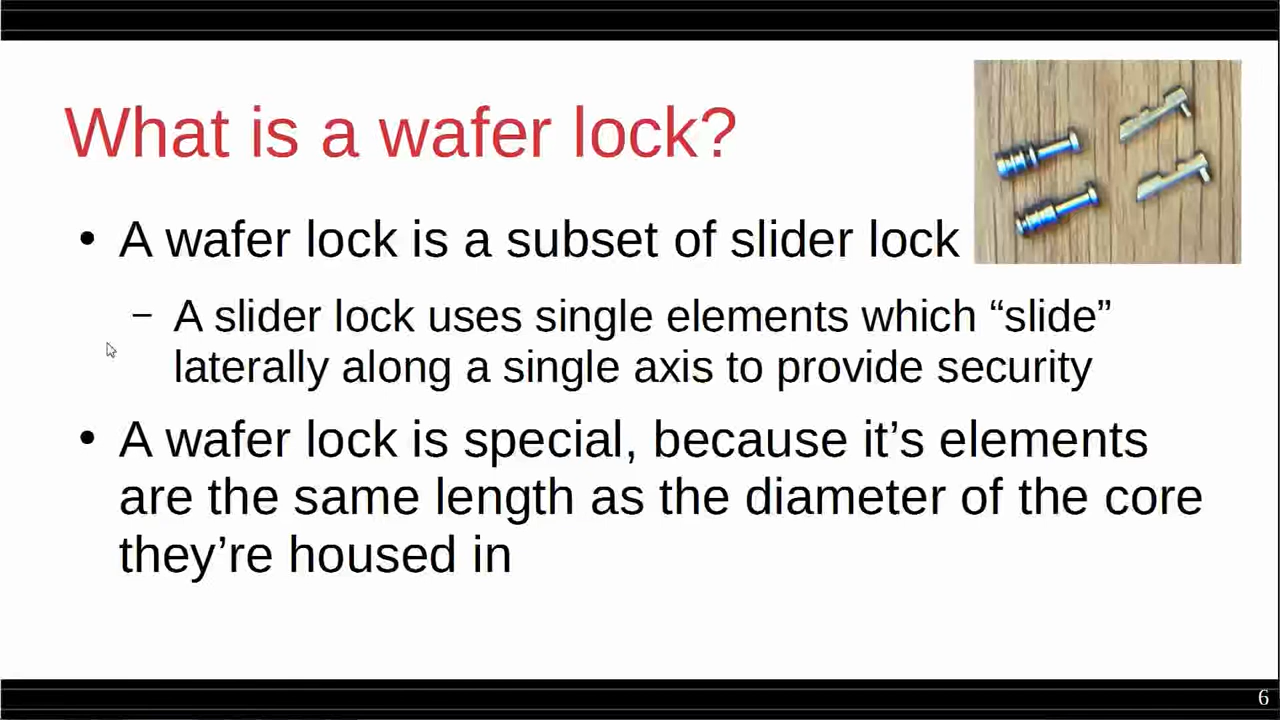 What is a wafer lock?
• A wafer lock is a subset of slider lock
– A slider lock uses single elements which “slide”
laterally along a single axis to provide security
• A wafer lock is special, because it’s elements
are the same length as the diameter of the core
they’re housed in
6